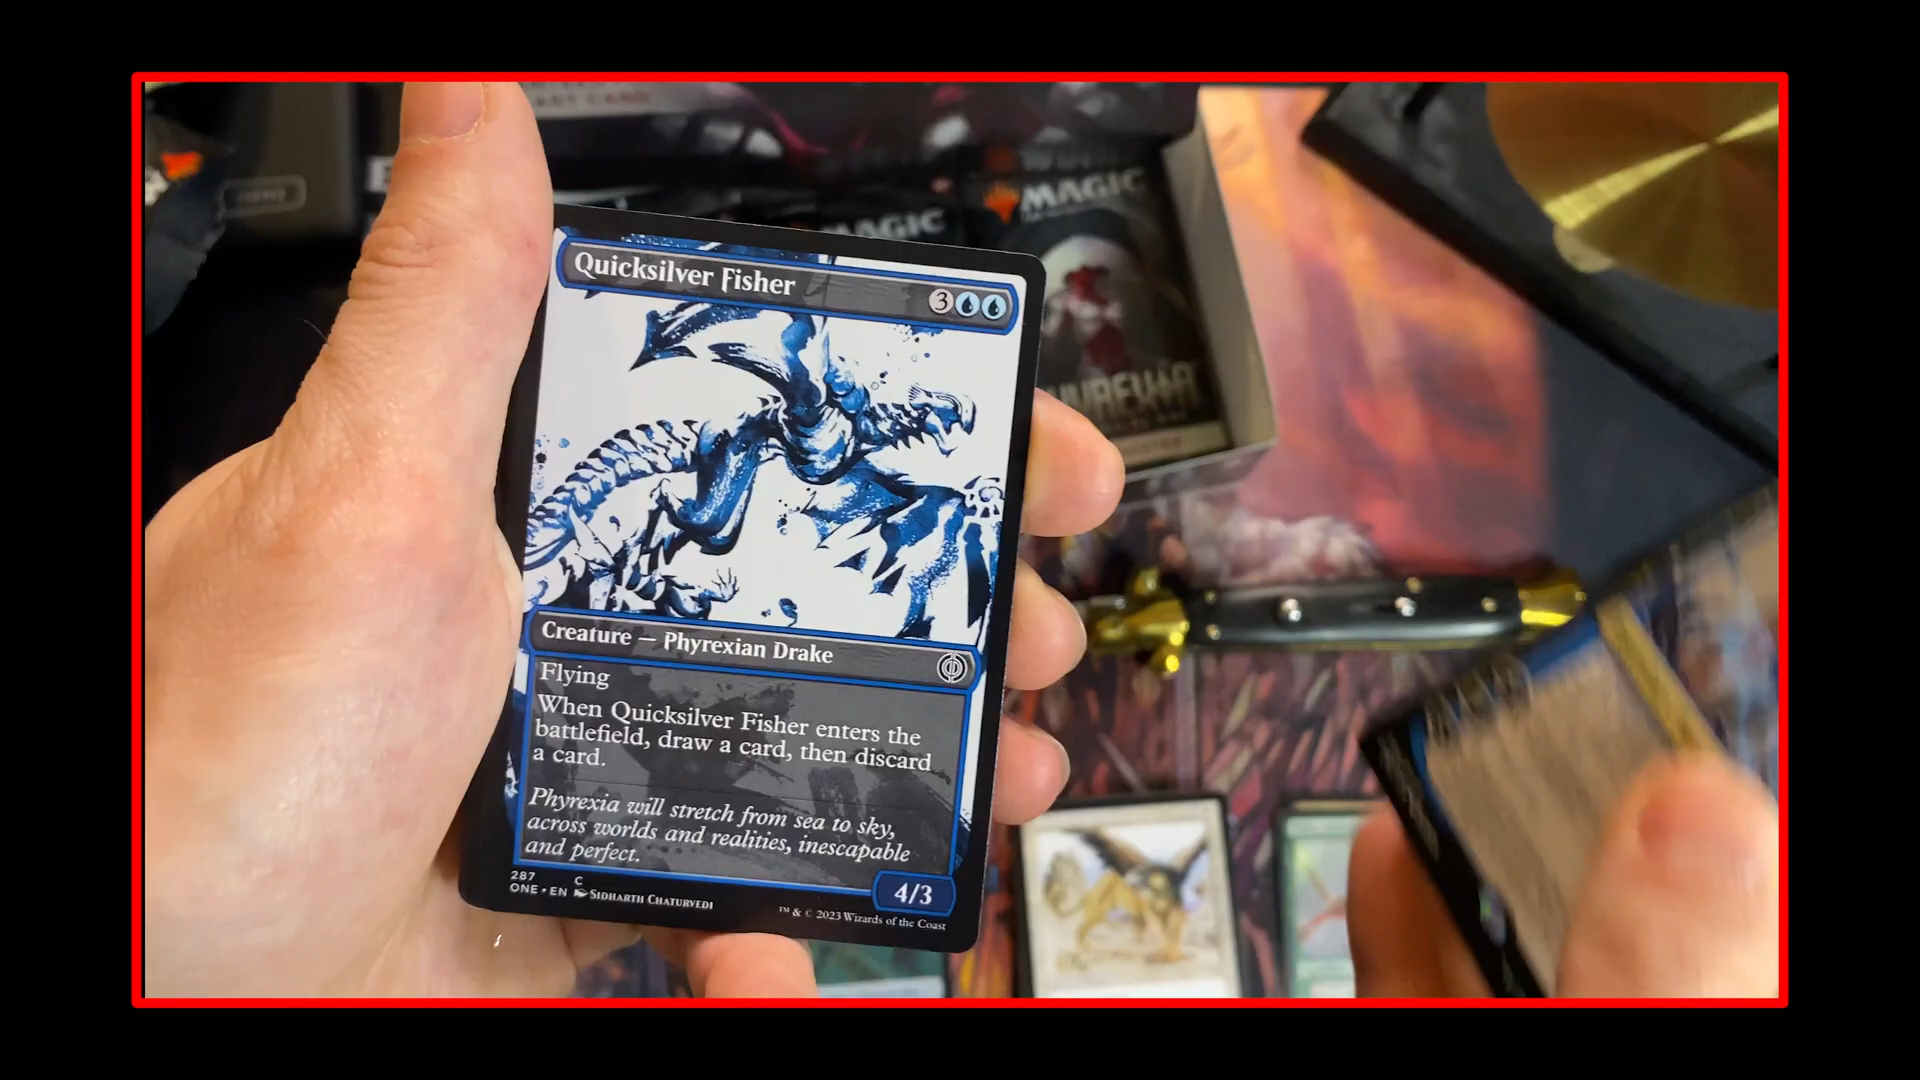 MAGIC
MAGIC
Quicksilver Fisher
3
Creature — Phyrexian Drake
Flying
When Quicksilver Fisher enters the
battlefield, draw a card, then discard
a card.
Phyrexia will stretch from sea to sky,
across worlds and realities, inescapable
and perfect.
287 C
ONE • EN SIDHARTH CHATURVEDI
4/3
™ & © 2023 Wizards of the Coast